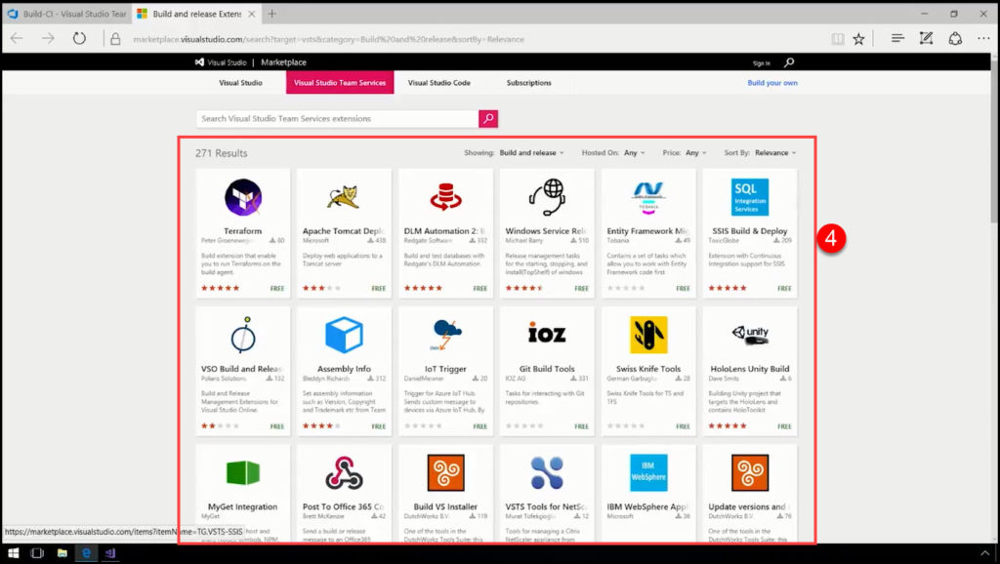 Build-CI - Visual Studio Tear
Build and release Extens
marketplace.visualstudio.com/search?target=vsts&category=Build%20and%20release&sortBy=Relevance
Visual Studio | Marketplace
Sign in
Visual Studio
Visual Studio Team Services
Visual Studio Code
Subscriptions
Build your own
Search Visual Studio Team Services extensions
271 Results
Showing: Build and release
Hosted On: Any
Price: Any
Sort By: Relevance
4
Terraform
Peter Groenewege 60
Build extension that enable
you to run Terraforms on the
build agent
FREE
Apache Tomcat Deplo
Microsoft 438
Deploy web applications to a
Tomcat server
FREE
DLM Automation 2: B
Redgate Software 332
Build and test databases with
Redgate's DLM Automation.
FREE
Windows Service Rele
Michael Barry 510
Release management tasks
for the starting, stopping, and
install(TopShelf) of windows
FREE
TOBANIA
Entity Framework Mig
Tobania 49
Contains a set of tasks which
allow you to work with Entity
Framework code first
FREE
SQL
Integration
Services
SSIS Build & Deploy
ToxicGlobe 209
Extension with Continuous
Integration support for SSIS
FREE
VSO Build and Releas
Polaris Solutions 132
Build and Release
Management Extensions for
Visual Studio Online.
FREE
Assembly Info
Bleddyn Richards 312
Set assembly information
such as Version, Copyright
and Trademark etc from Team
FREE
IoT Trigger
DanielMeixner 20
Trigger for Azure IoT Hub.
Sends custom message to
devices via Azure IoT Hub. By
FREE
ioz
Git Build Tools
IOZ AG 331
Tasks for interacting with Git
repositories.
FREE
Swiss Knife Tools
German Garbuglia 28
Swiss Knife Tools for TS and
TFS
FREE
unity
HoloLens Unity Build
Dave Smits 6
Building Unity project that
targets the HoloLens and
contains HoloToolkit
FREE
MyGet Integration
MyGet
symbols, NPM,
Post To Office 365 Co
Brett McKenzie 42
Send a build or release
message to an Office365
Build VS Installer
DutchWorkz B.V. 119
One of the tools in the
DutchWorkz Tools Suite; this
VSTS Tools for NetSca
Murat Tüfekçioglu 12
Tasks for managing a Citrix
NetScaler appliance from
IBM
WebSphere
IBM WebSphere Appl
Microsoft 36
Update versions and i
DutchWorkz B.V. 76
One of the tools in the
DutchWorkz Tools Suite; this
https://marketplace.visualstudio.com/items?itemName=TG.VSTS-SSIS